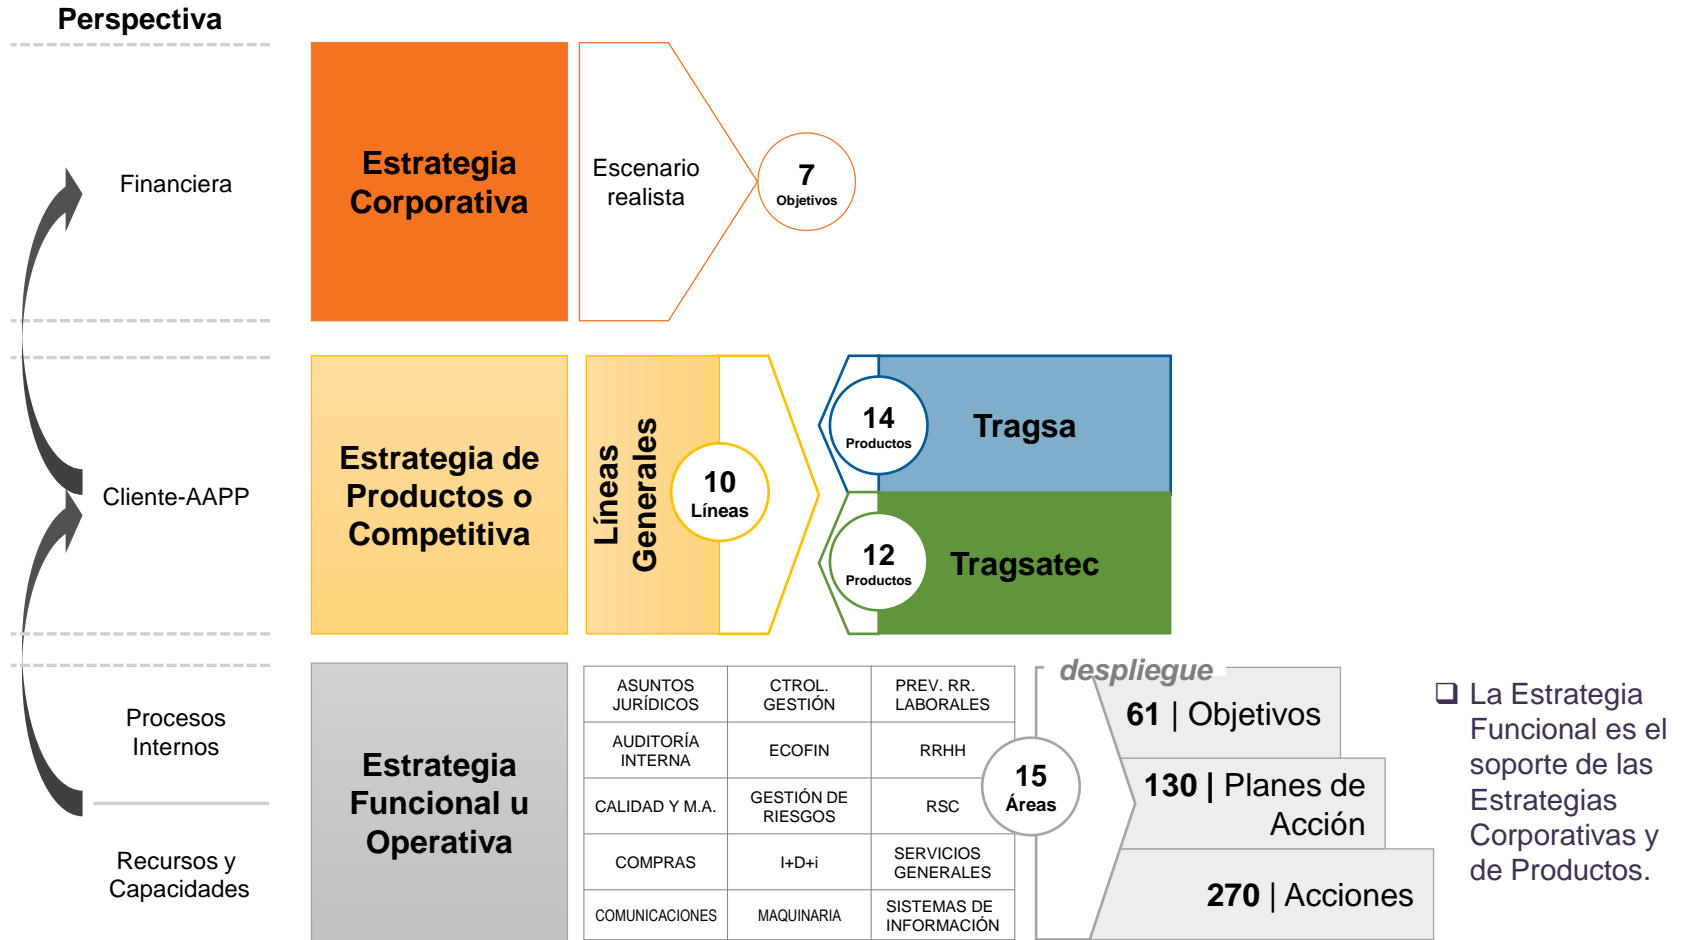 Perspectiva
Financiera
Estrategia
Corporativa
Escenario
realista
7
Objetivos
Cliente-AAPP
Estrategia de
Productos o
Competitiva
Líneas
Generales
10
Líneas
14
Productos
Tragsa
12
Productos
Tragsatec
Procesos
Internos
Recursos y
Capacidades
Estrategia
Funcional u
Operativa
ASUNTOS
JURÍDICOS
CTROL.
GESTIÓN
PREV. RR.
LABORALES
AUDITORÍA
INTERNA
ECOFIN
RRHH
CALIDAD Y M.A.
GESTIÓN DE
RIESGOS
RSC
COMPRAS
I+D+i
SERVICIOS
GENERALES
COMUNICACIONES
MAQUINARIA
SISTEMAS DE
INFORMACIÓN
15
Áreas
despliegue
61 | Objetivos
130 | Planes de
Acción
270 | Acciones
❑ La Estrategia
Funcional es el
soporte de las
Estrategias
Corporativas y
de Productos.